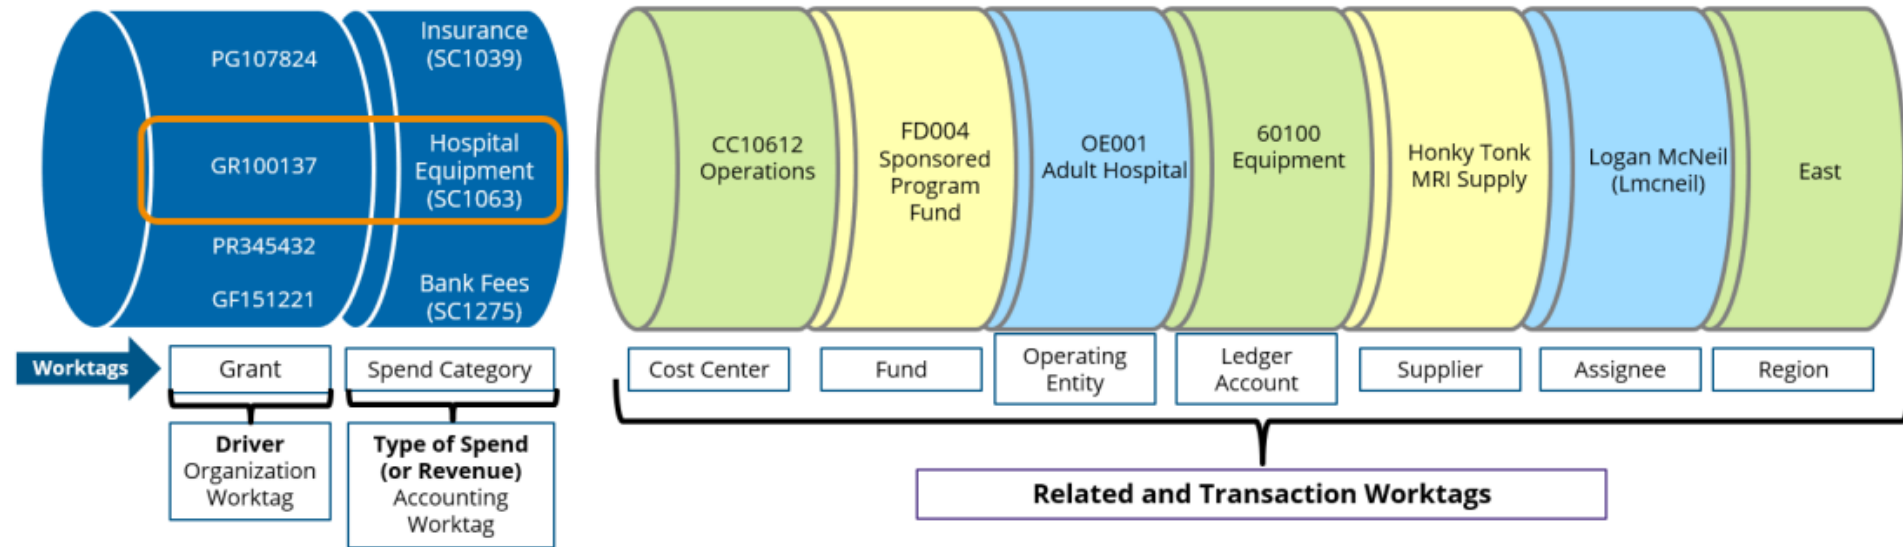 PG107824
GR100137
PR345432
GF151221
Insurance
(SC1039)
Hospital
Equipment
(SC1063)
Bank Fees
(SC1275)
CC10612
Operations
FD004
Sponsored
Program
Fund
OE001
Adult Hospital
60100
Equipment
Honky Tonk
MRI Supply
Logan McNeil
(Lmcneil)
East
Worktags
Grant
Spend Category
Cost Center
Fund
Operating
Entity
Ledger
Account
Supplier
Assignee
Region
Driver
Organization
Worktag
Type of Spend
(or Revenue)
Accounting
Worktag
Related and Transaction Worktags